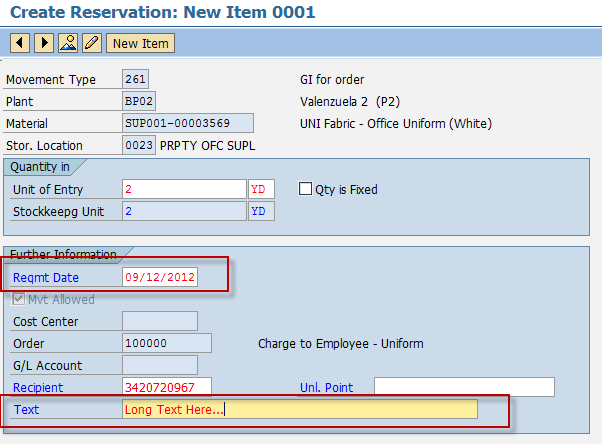 Create Reservation: New Item 0001
New Item
Movement Type 261 GI for order
Plant BP02 Valenzuela 2 (P2)
Material SUP001-00003569 UNI Fabric - Office Uniform (White)
Stor. Location 0023 PRPTY OFC SUPL
Quantity in
Unit of Entry 2 YD Qty is Fixed
Stockkeepg Unit 2 YD
Further Information
Reqmt Date 09/12/2012
Mvt Allowed
Cost Center
Order 100000 Charge to Employee - Uniform
G/L Account
Recipient 3420720967 Unl. Point
Text Long Text Here...